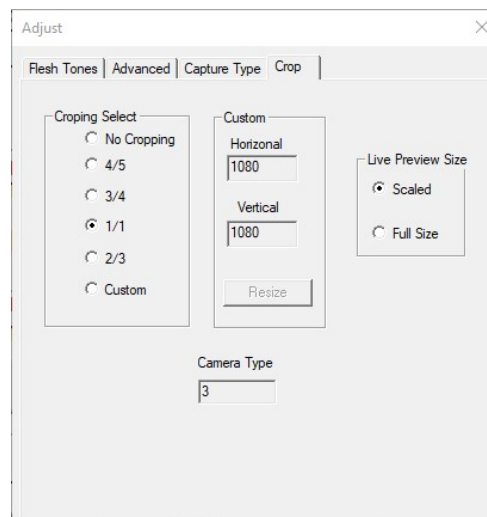 Adjust
Flesh Tones Advanced Capture Type Crop
Croping Select
No Cropping
4/5
3/4
1/1
2/3
Custom
Custom
Horizonal
1080
Vertical
1080
Resize
Live Preview Size
Scaled
Full Size
Camera Type
3